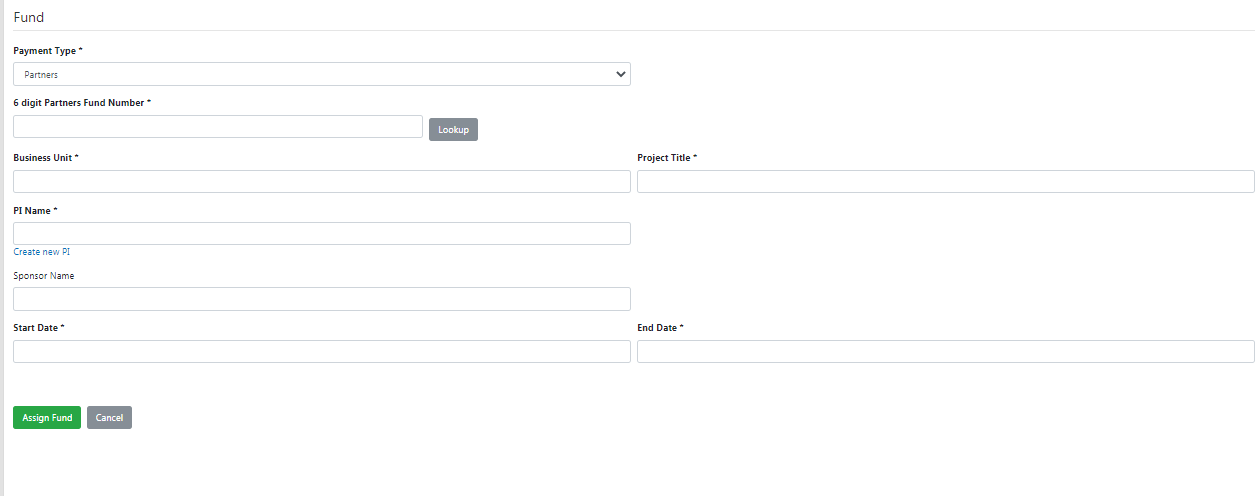 Fund
Payment Type *
Partners
6 digit Partners Fund Number *
Lookup
Business Unit *
Project Title *
PI Name *
Create new PI
Sponsor Name
Start Date *
End Date *
Assign Fund
Cancel